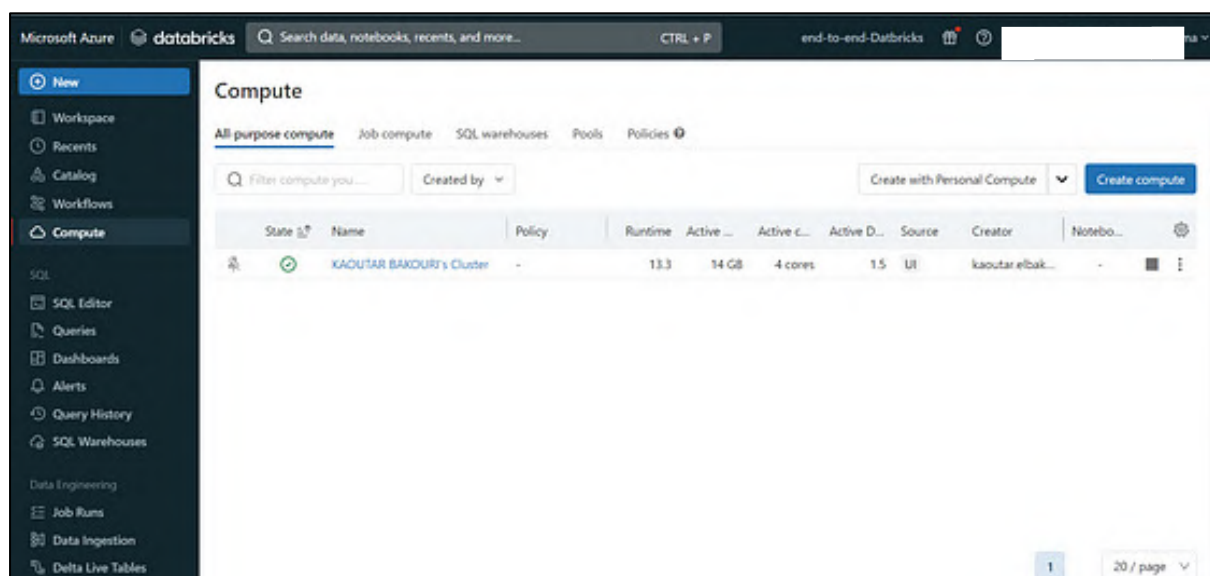 Microsoft Azure databricks Search data, notebooks, recents, and more... CTRL + P end-to-end-Datbricks na
New
Workspace
Recents
Catalog
Workflows
Compute
SQL
SQL Editor
Queries
Dashboards
Alerts
Query History
SQL Warehouses
Data Engineering
Job Runs
Data Ingestion
Delta Live Tables
Compute
All-purpose compute Job compute SQL warehouses Pools Policies
Filter compute you ..... Created by Create with Personal Compute Create compute
State Name Policy Runtime Active ... Active c... Active D... Source Creator Notebo...
KAOUTAR BAKOURI's Cluster - 13.3 14 GB 4 cores 1.5 UI kaoutar.elbak... -
1 20 / page